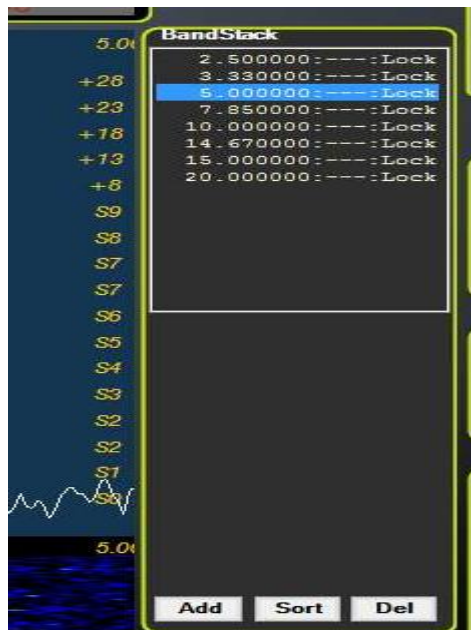 BandStack
2.500000:---:Lock
3.330000:---:Lock
5.000000:---:Lock
7.850000:---:Lock
10.000000:---:Lock
14.670000:---:Lock
15.000000:---:Lock
20.000000:---:Lock
5.0
+28
+23
+18
+13
+8
S9
S8
S7
S7
S6
S5
S4
S3
S2
S2
S1
S0
5.0
Add Sort Del